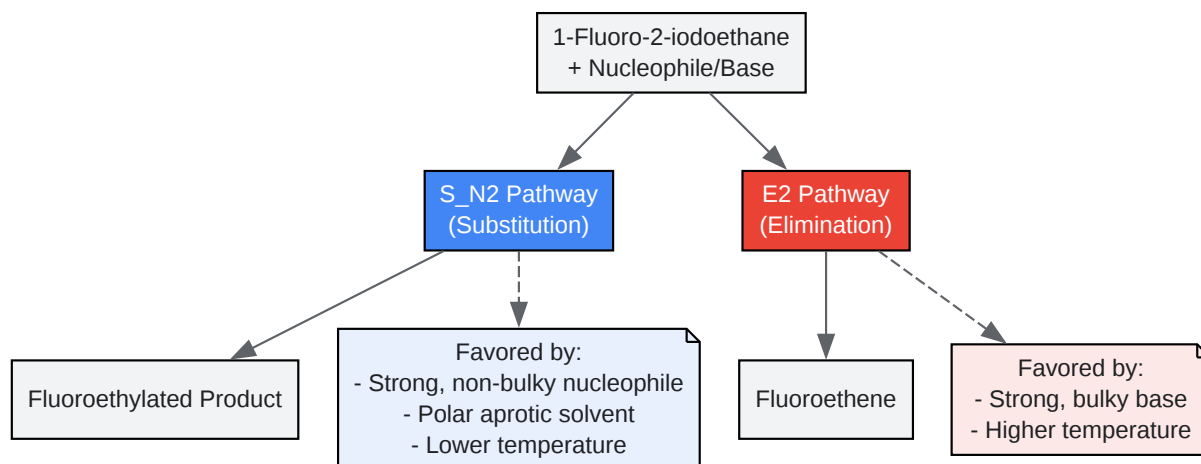 1-Fluoro-2-iodoethane
+ Nucleophile/Base
S_N2 Pathway
(Substitution)
E2 Pathway
(Elimination)
Fluoroethylated Product
Favored by:
- Strong, non-bulky nucleophile
- Polar aprotic solvent
- Lower temperature
Fluoroethene
Favored by:
- Strong, bulky base
- Higher temperature